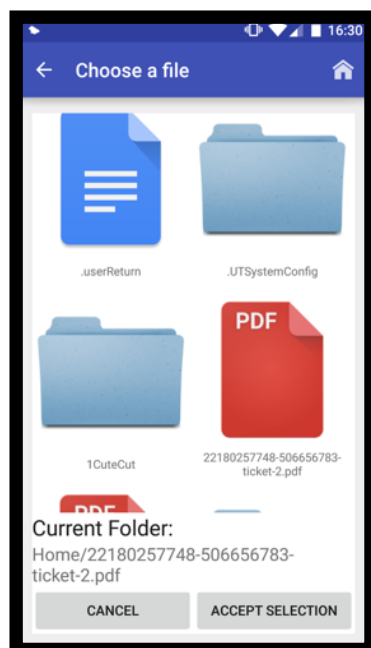 16:30
Choose a file
.userReturn
.UTSystemConfig
PDF
1CuteCut
22180257748-506656783-
ticket-2.pdf
PDF
Current Folder:
Home/22180257748-506656783-
ticket-2.pdf
CANCEL
ACCEPT SELECTION